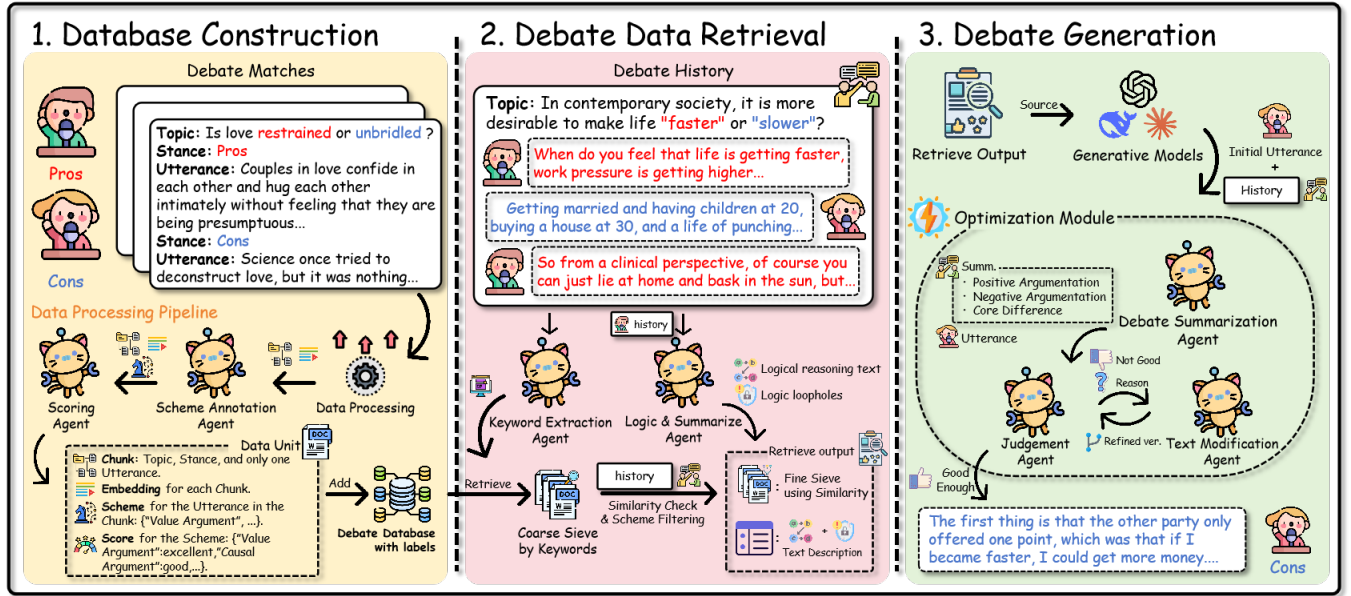 1. Database Construction
Debate Matches
Pros
Cons
Topic: Is love restrained or unbridled ?
Stance: Pros
Utterance: Couples in love confide in
each other and hug each other
intimately without feeling that they are
being presumptuous...
Stance: Cons
Utterance: Science once tried to
deconstruct love, but it was nothing...
Data Processing Pipeline
Scoring
Agent
Scheme Annotation
Agent
Data Processing
Data Unit
DOC
Chunk: Topic, Stance, and only one
Utterance.
Embedding for each Chunk.
Scheme for the Utterance in the
Chunk: {"Value Argument", ...}.
Score for the Scheme: {"Value
Argument":excellent,"Causal
Argument":good,...}.
Add
Debate Database
with labels
2. Debate Data Retrieval
Debate History
Topic: In contemporary society, it is more
desirable to make life "faster" or "slower"?
When do you feel that life is getting faster,
work pressure is getting higher...
Getting married and having children at 20,
buying a house at 30, and a life of punching...
So from a clinical perspective, of course you
can just lie at home and bask in the sun, but...
history
Keyword Extraction
Agent
Logic & Summarize
Agent
Logical reasoning text
Logic loopholes
Retrieve
DOC
Coarse Sieve
by Keywords
history
Similarity Check
& Scheme Filtering
Retrieve output
DOC
: Fine Sieve
using Similarity
: +
Text Description
3. Debate Generation
Retrieve Output
Source
Generative Models
Initial Utterance
+
History
Optimization Module
Summ.
· Positive Argumentation
· Negative Argumentation
· Core Difference
Utterance
Debate Summarization
Agent
Not Good
Reason
Judgement
Agent
Refined ver.
Text Modification
Agent
Good
Enough
The first thing is that the other party only
offered one point, which was that if I
became faster, I could get more money....
Cons